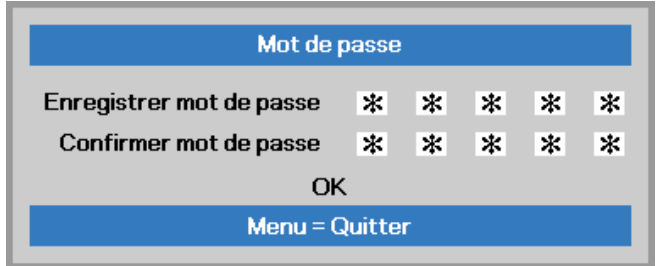 Mot de passe
Enregistrer mot de passe * * * * *
Confirmer mot de passe * * * * *
OK
Menu = Quitter